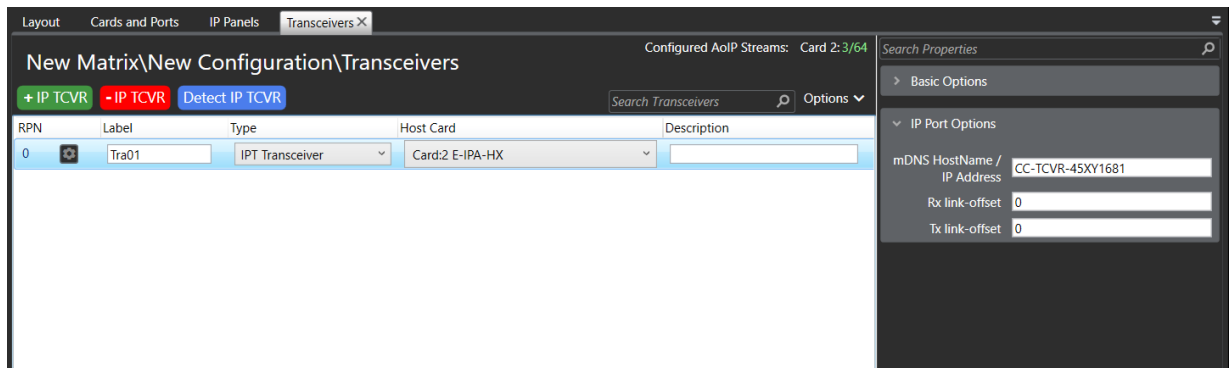 Layout Cards and Ports IP Panels Transceivers
New Matrix\New Configuration\Transceivers
Configured AoIP Streams: Card 2: 3/64
+ IP TCVR - IP TCVR Detect IP TCVR
Search Transceivers Options
RPN Label Type Host Card Description
0 Tra01 IPT Transceiver Card:2 E-IPA-HX
Search Properties
Basic Options
IP Port Options
mDNS HostName /
IP Address CC-TCVR-45XY1681
Rx link-offset 0
Tx link-offset 0